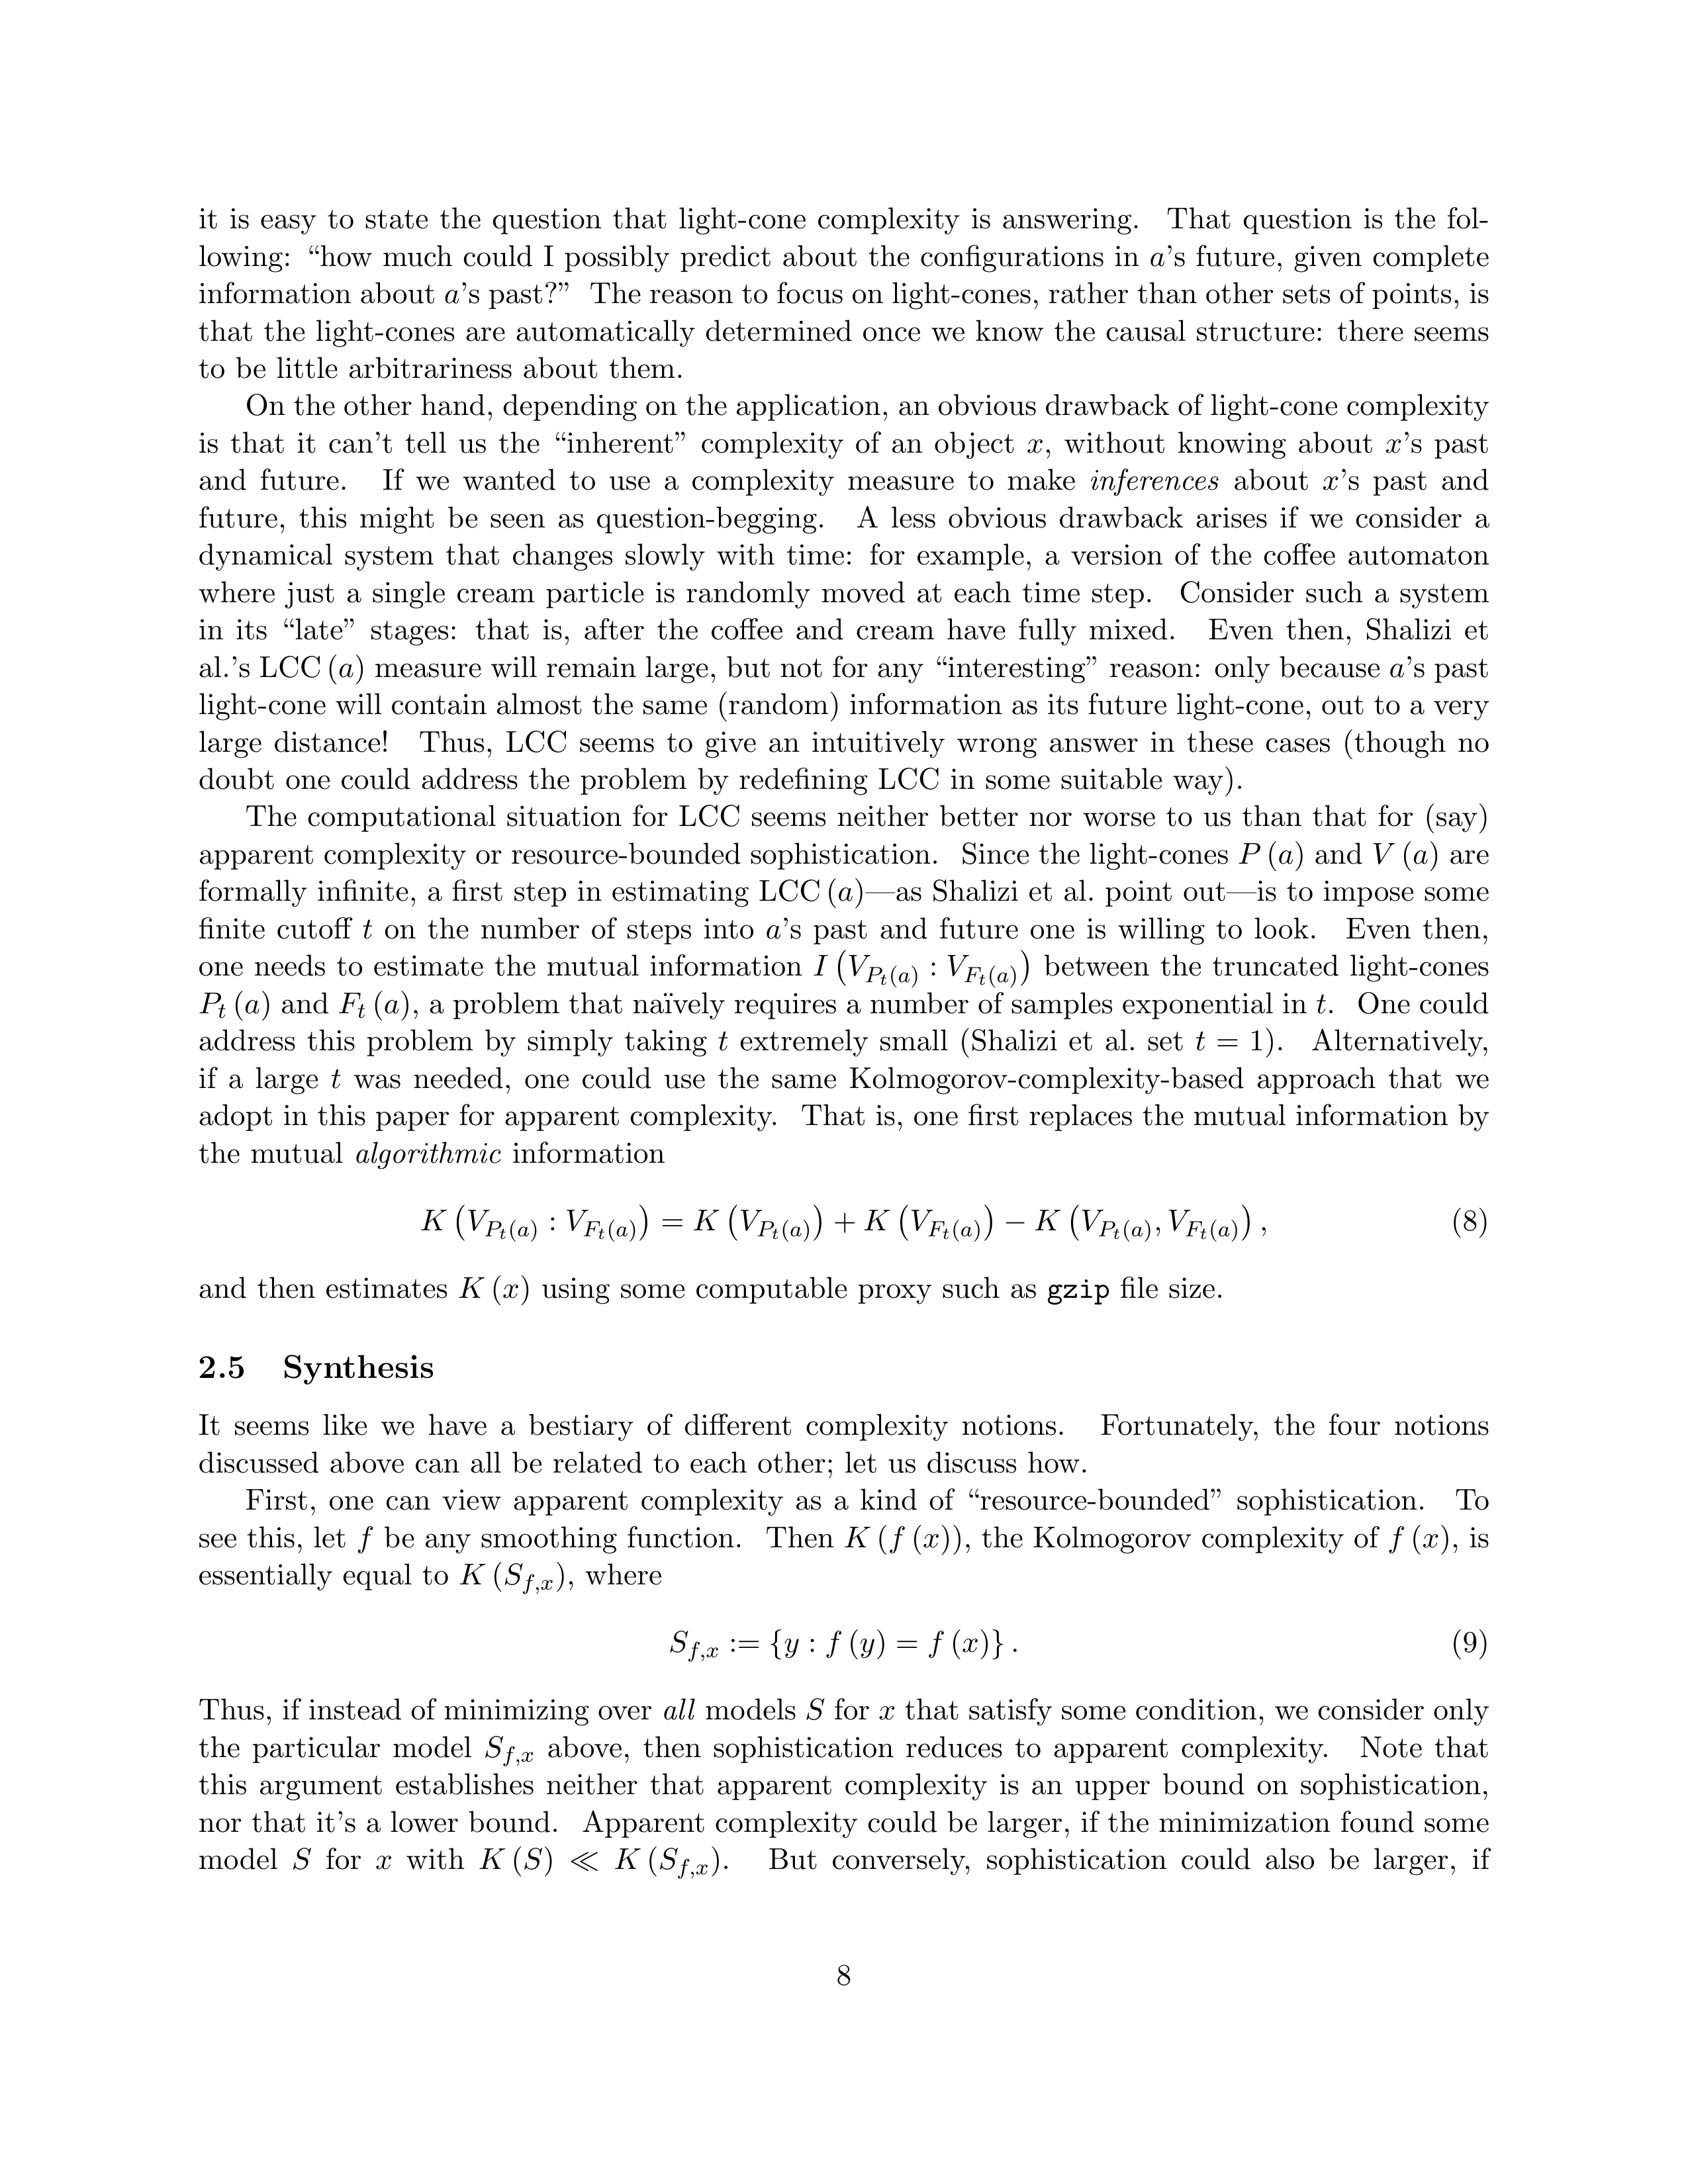 it is easy to state the question that light-cone complexity is answering. That question is the fol-
lowing: “how much could I possibly predict about the configurations in a’s future, given complete
information about a’s past?” The reason to focus on light-cones, rather than other sets of points, is
that the light-cones are automatically determined once we know the causal structure: there seems
to be little arbitrariness about them.
On the other hand, depending on the application, an obvious drawback of light-cone complexity
is that it can’t tell us the “inherent” complexity of an object x, without knowing about x’s past
and future. If we wanted to use a complexity measure to make inferences about x’s past and
future, this might be seen as question-begging. A less obvious drawback arises if we consider a
dynamical system that changes slowly with time: for example, a version of the coffee automaton
where just a single cream particle is randomly moved at each time step. Consider such a system
in its “late” stages: that is, after the coffee and cream have fully mixed. Even then, Shalizi et
al.’s LCC (a) measure will remain large, but not for any “interesting” reason: only because a’s past
light-cone will contain almost the same (random) information as its future light-cone, out to a very
large distance! Thus, LCC seems to give an intuitively wrong answer in these cases (though no
doubt one could address the problem by redefining LCC in some suitable way).
The computational situation for LCC seems neither better nor worse to us than that for (say)
apparent complexity or resource-bounded sophistication. Since the light-cones P (a) and V (a) are
formally infinite, a first step in estimating LCC (a)—as Shalizi et al. point out—is to impose some
finite cutoff t on the number of steps into a’s past and future one is willing to look. Even then,
one needs to estimate the mutual information I (V_{P_t(a)} : V_{F_t(a)}) between the truncated light-cones
P_t (a) and F_t (a), a problem that naïvely requires a number of samples exponential in t. One could
address this problem by simply taking t extremely small (Shalizi et al. set t = 1). Alternatively,
if a large t was needed, one could use the same Kolmogorov-complexity-based approach that we
adopt in this paper for apparent complexity. That is, one first replaces the mutual information by
the mutual algorithmic information
K (V_{P_t(a)} : V_{F_t(a)}) = K (V_{P_t(a)}) + K (V_{F_t(a)}) − K (V_{P_t(a)}, V_{F_t(a)}) , (8)
and then estimates K (x) using some computable proxy such as gzip file size.
2.5 Synthesis
It seems like we have a bestiary of different complexity notions. Fortunately, the four notions
discussed above can all be related to each other; let us discuss how.
First, one can view apparent complexity as a kind of “resource-bounded” sophistication. To
see this, let f be any smoothing function. Then K (f (x)), the Kolmogorov complexity of f (x), is
essentially equal to K (S_{f,x}), where
S_{f,x} := {y : f (y) = f (x)} . (9)
Thus, if instead of minimizing over all models S for x that satisfy some condition, we consider only
the particular model S_{f,x} above, then sophistication reduces to apparent complexity. Note that
this argument establishes neither that apparent complexity is an upper bound on sophistication,
nor that it’s a lower bound. Apparent complexity could be larger, if the minimization found some
model S for x with K (S) ≪ K (S_{f,x}). But conversely, sophistication could also be larger, if
8